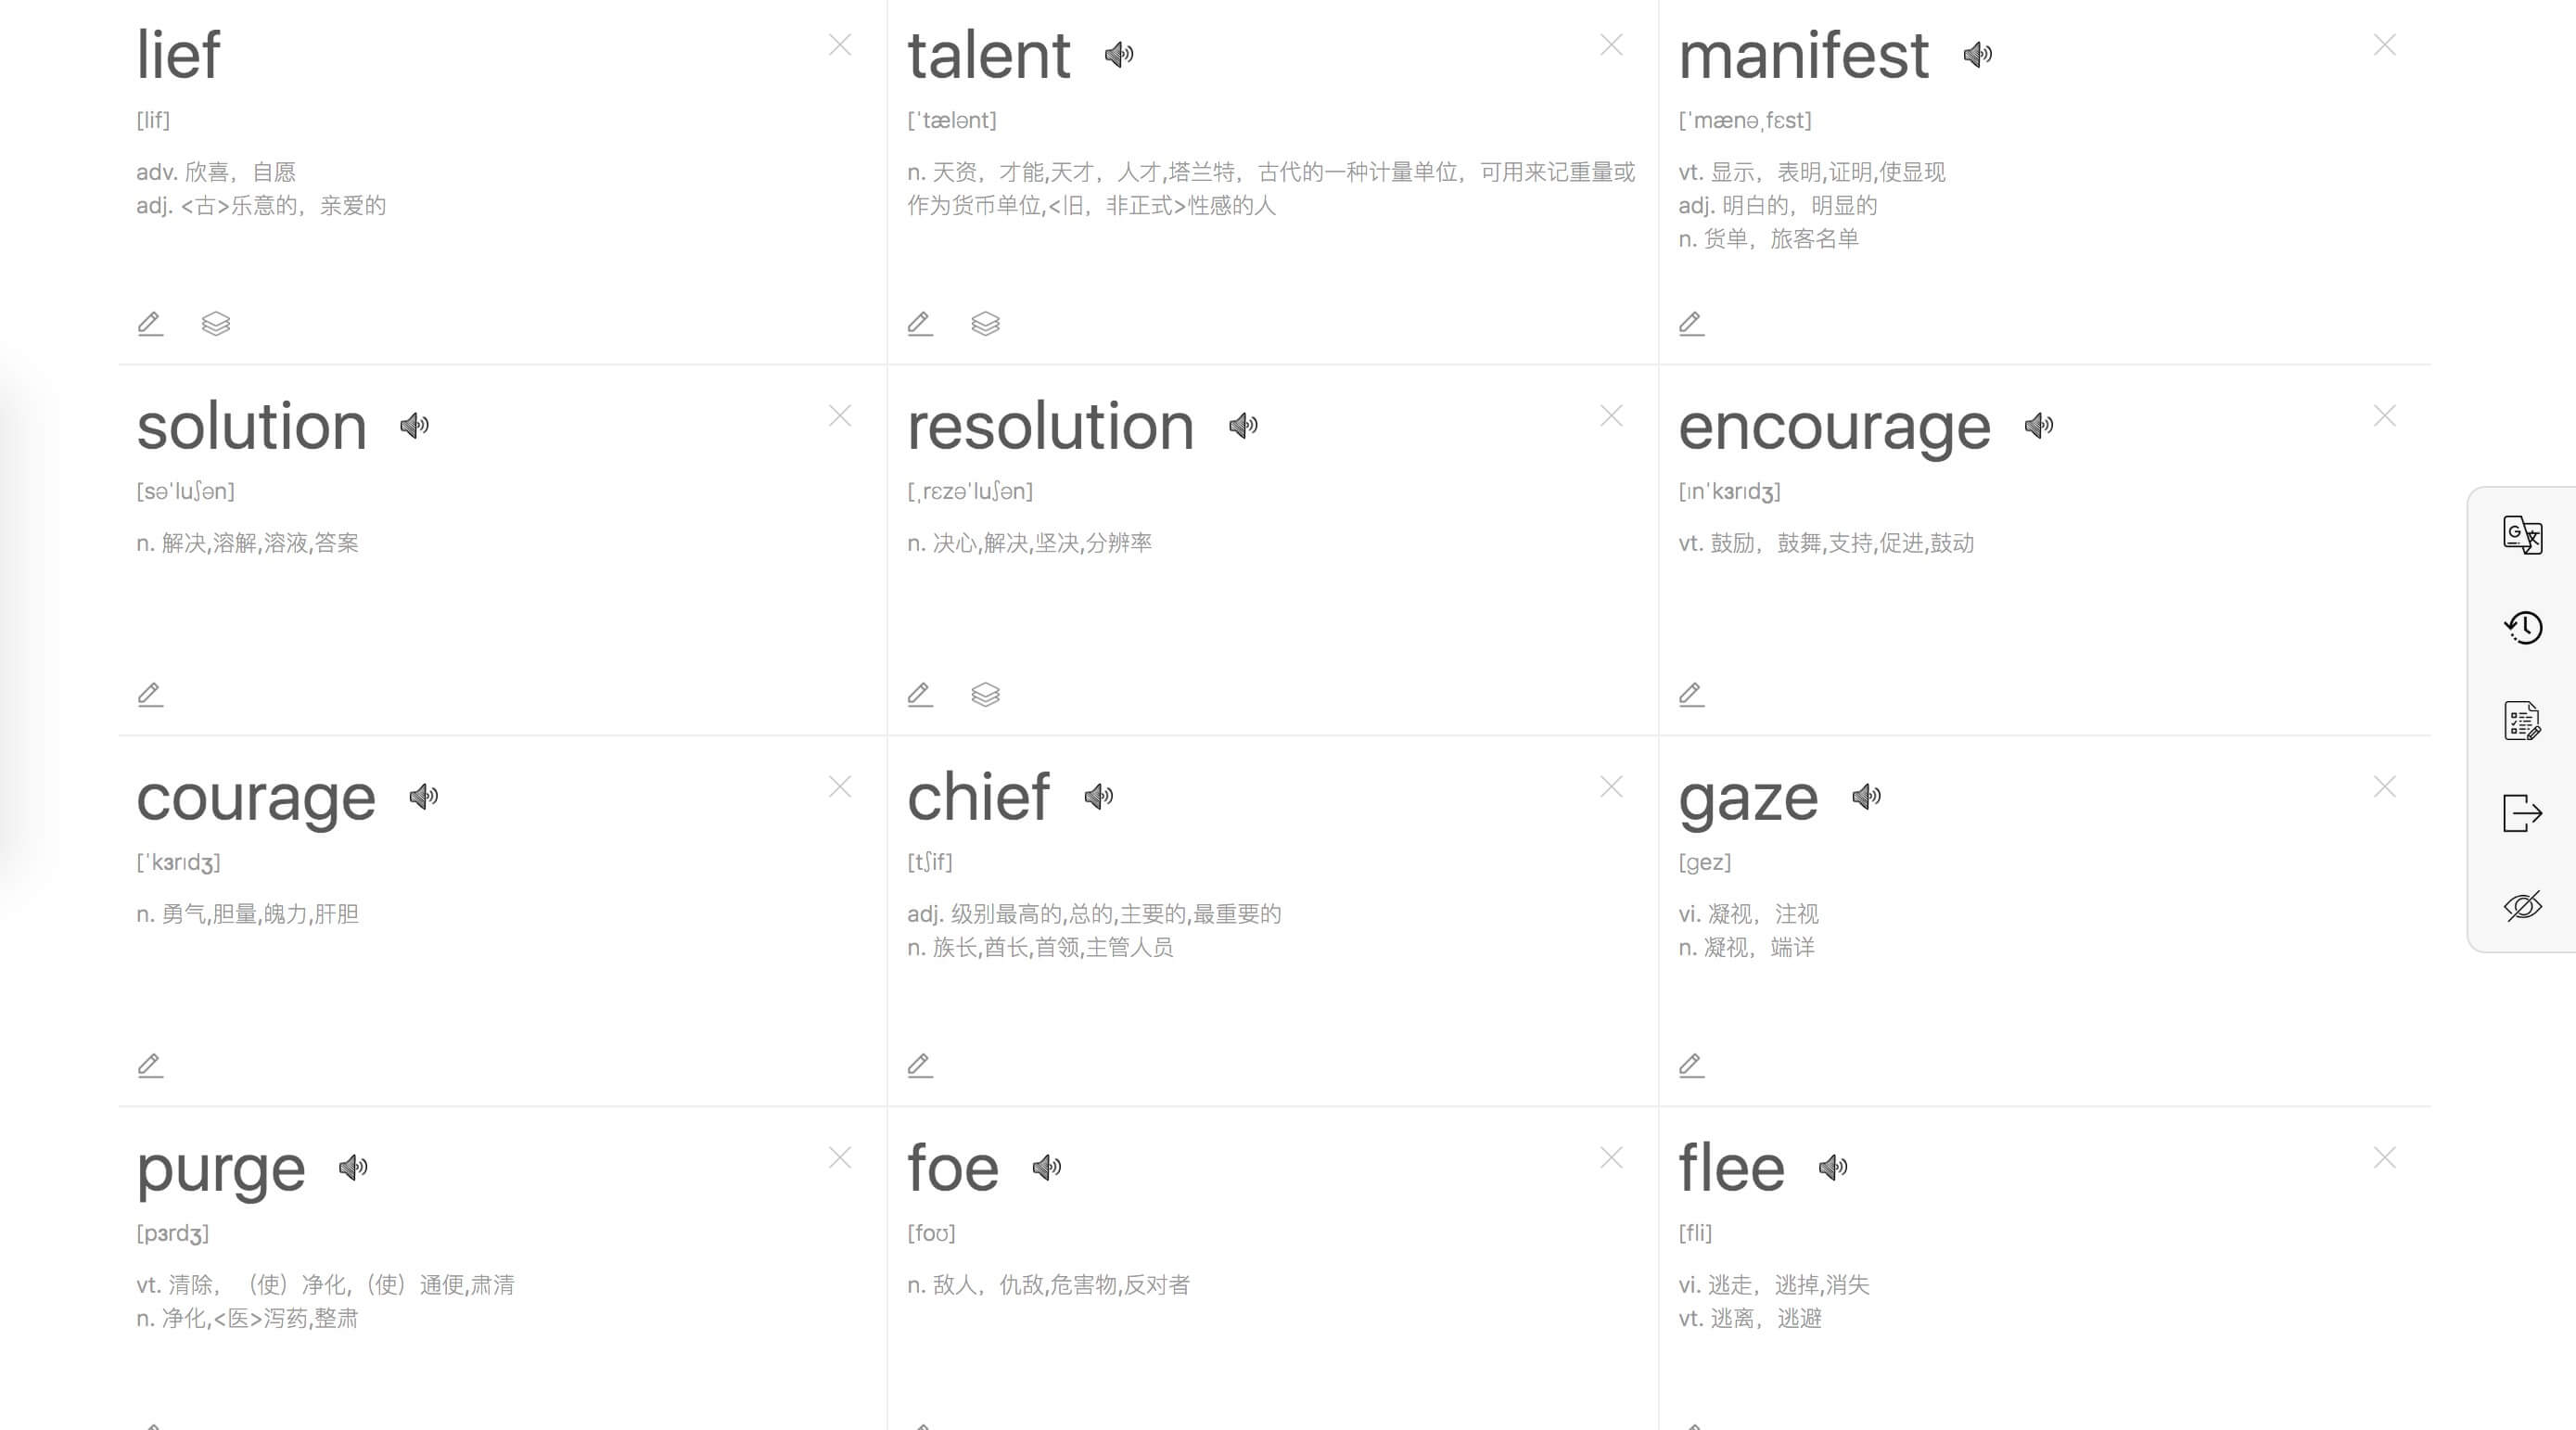 lief
[lif]
adv. 欣喜，自愿
adj. <古>乐意的，亲爱的
talent
[ˈtælənt]
n. 天资，才能,天才，人才,塔兰特，古代的一种计量单位，可用来记重量或
作为货币单位,<旧，非正式>性感的人
manifest
[ˈmænəˌfɛst]
vt. 显示，表明,证明,使显现
adj. 明白的，明显的
n. 货单，旅客名单
solution
[səˈluʃən]
n. 解决,溶解,溶液,答案
resolution
[ˌrɛzəˈluʃən]
n. 决心,解决,坚决,分辨率
encourage
[ɪnˈkɜrɪdʒ]
vt. 鼓励，鼓舞,支持,促进,鼓动
courage
[ˈkɜrɪdʒ]
n. 勇气,胆量,魄力,肝胆
chief
[tʃif]
adj. 级别最高的,总的,主要的,最重要的
n. 族长,酋长,首领,主管人员
gaze
[ɡez]
vi. 凝视，注视
n. 凝视，端详
purge
[pɜrdʒ]
vt. 清除，（使）净化,（使）通便,肃清
n. 净化,<医>泻药,整肃
foe
[foʊ]
n. 敌人，仇敌,危害物,反对者
flee
[fli]
vi. 逃走，逃掉,消失
vt. 逃离，逃避
G 文